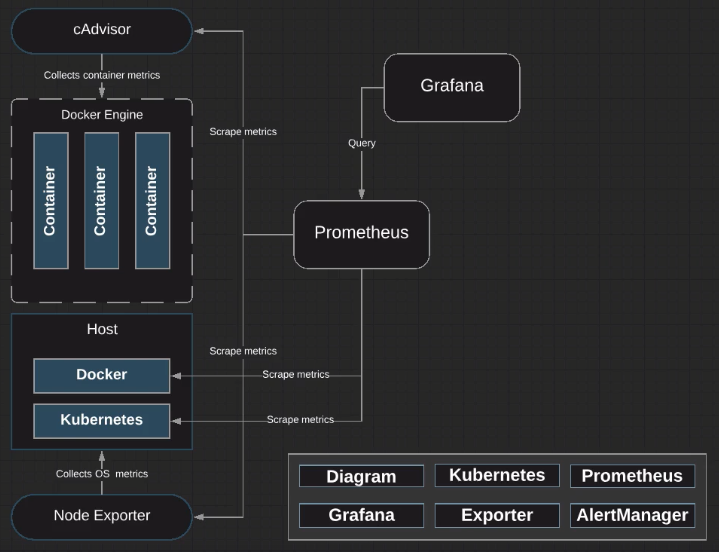 cAdvisor
Collects container metrics
Docker Engine
Container
Container
Container
Scrape metrics
Grafana
Query
Prometheus
Host
Docker
Kubernetes
Scrape metrics
Scrape metrics
Scrape metrics
Collects OS metrics
Node Exporter
Diagram
Kubernetes
Prometheus
Grafana
Exporter
AlertManager